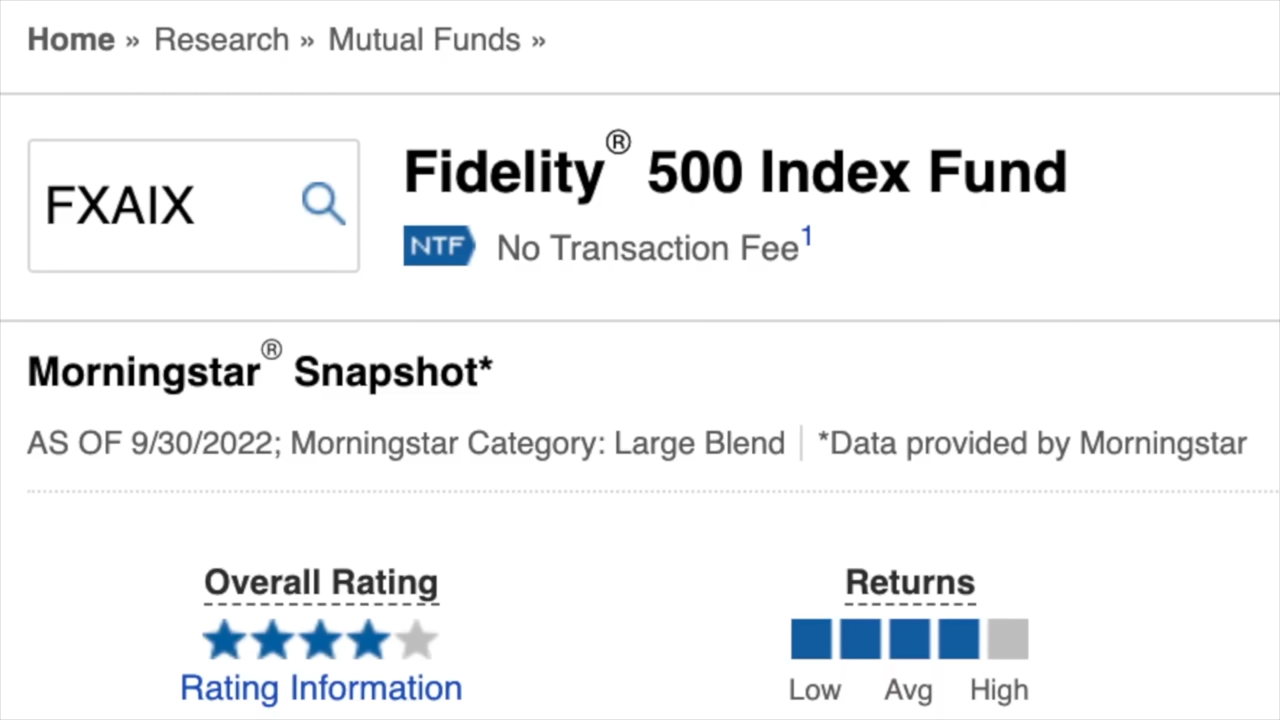 Home » Research » Mutual Funds »
FXAIX
Fidelity® 500 Index Fund
NTF No Transaction Fee1
Morningstar® Snapshot*
AS OF 9/30/2022; Morningstar Category: Large Blend | *Data provided by Morningstar
Overall Rating
Rating Information
Returns
Low Avg High